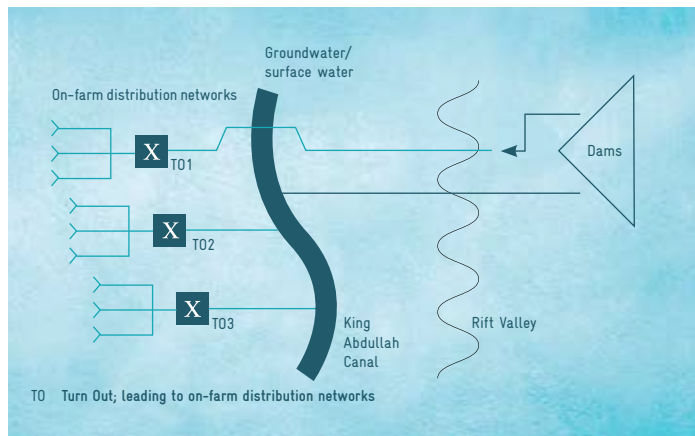 Groundwater/
surface water
On-farm distribution networks
X
TO1
Dams
X
TO2
X
TO3
King
Abdullah
Canal
Rift Valley
TO Turn Out; leading to on-farm distribution networks